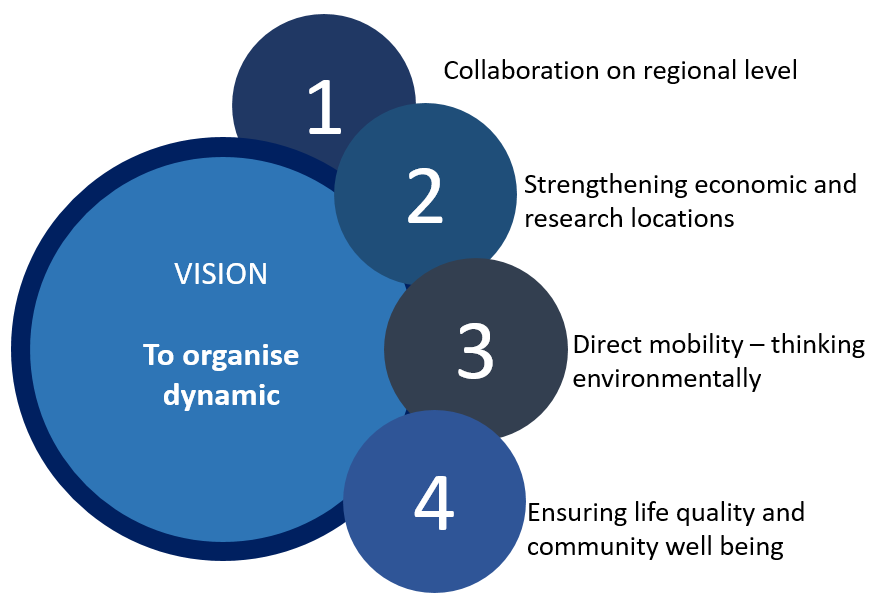 1
Collaboration on regional level
2
Strengthening economic and
research locations
VISION
To organise
dynamic
3
Direct mobility – thinking
environmentally
4
Ensuring life quality and
community well being